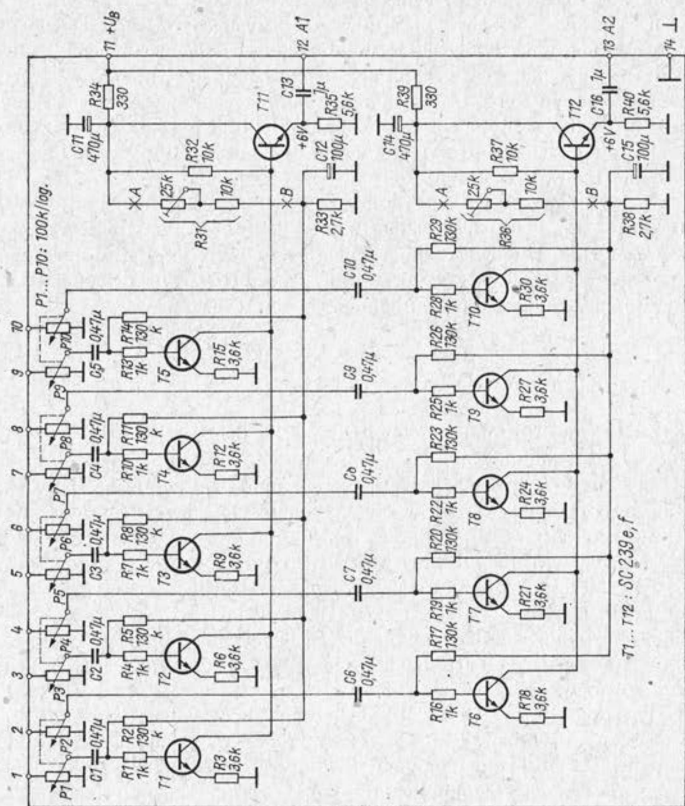 11 +UB
12 A1
13 A2
14 ⊥
R34
330
C11
470µ
T11
C13
1µ
R35
5,6k
+6V
R32
10k
×A
25k
10k
R31
×B
C12
100µ
R33
2,7k
R39
330
C14
470µ
T12
C16
1µ
R40
5,6k
+6V
R37
10k
×A
25k
10k
R36
×B
C15
100µ
R38
2,7k
P1...P10: 100k/log.
1
2
3
4
5
6
7
8
9
10
P1
P2
P3
P4
P5
P6
P7
P8
P9
P10
C1 0,47µ
C2 0,47µ
C3 0,47µ
C4 0,47µ
C5 0,47µ
R1
1k
R2
130
k
T1
R3
3,6k
R4
1k
R5
130
k
T2
R6
3,6k
R7
1k
R8
130
k
T3
R9
3,6k
R10
1k
R11
130
k
T4
R12
3,6k
R13
1k
R14
130
k
T5
R15
3,6k
C6
0,47µ
C7
0,47µ
C8
0,47µ
C9
0,47µ
C10
0,47µ
R16
1k
R17
130k
T6
R18
3,6k
R19
1k
R20
130k
T7
R21
3,6k
R22
1k
R23
130k
T8
R24
3,6k
R25
1k
R26
130k
T9
R27
3,6k
R28
1k
R29
130k
T10
R30
3,6k
T1...T12: SC 239 e, f